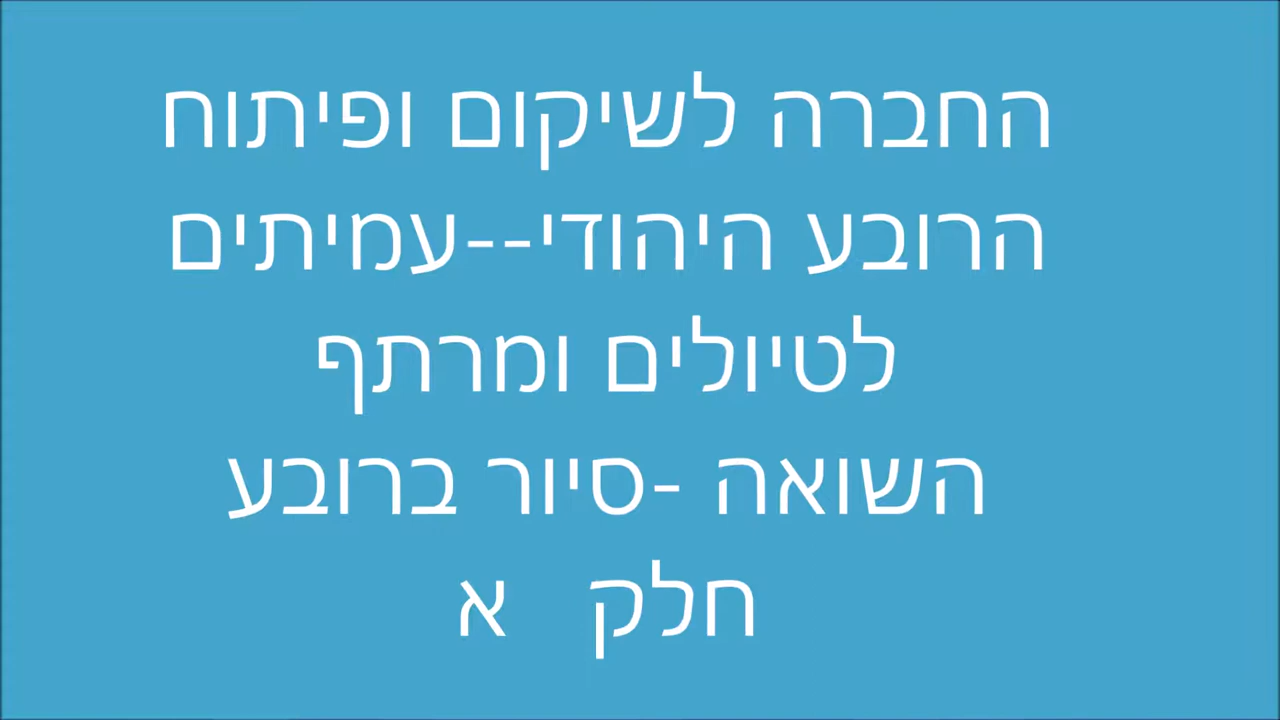 החברה לשיקום ופיתוח
הרובע היהודי--עמיתים
לטיולים ומרתף
השואה -סיור ברובע
חלק א